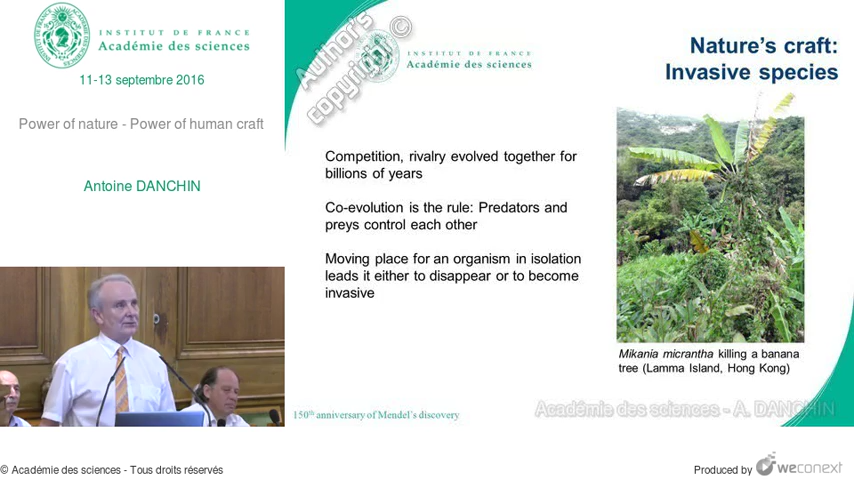 INSTITUT DE FRANCE
Académie des sciences
11-13 septembre 2016
Power of nature - Power of human craft
Antoine DANCHIN
Author's
copyright ©
INSTITUT DE FRANCE
Académie des sciences
Nature's craft:
Invasive species
Competition, rivalry evolved together for
billions of years
Co-evolution is the rule: Predators and
preys control each other
Moving place for an organism in isolation
leads it either to disappear or to become
invasive
Mikania micrantha killing a banana
tree (Lamma Island, Hong Kong)
150th anniversary of Mendel's discovery
Académie des sciences - A. DANCHIN
© Académie des sciences - Tous droits réservés
Produced by weconext